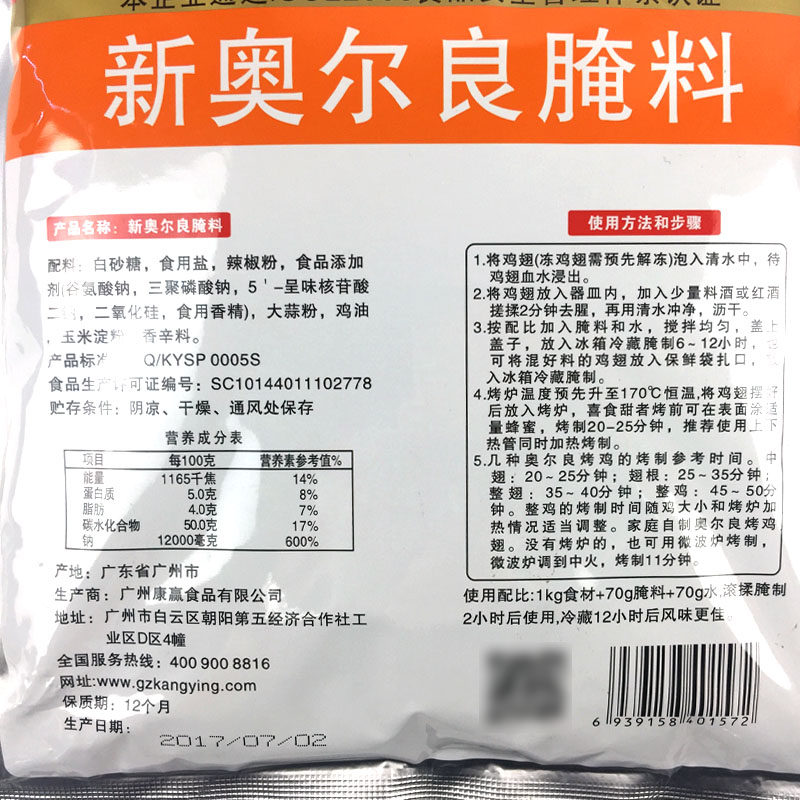 新奥尔良腌料
产品名称：新奥尔良腌料
配料：白砂糖，食用盐，辣椒粉，食品添加
剂(谷氨酸钠，三聚磷酸钠，5'-呈味核苷酸
二钠，二氧化硅，食用香精)，大蒜粉，鸡油
，玉米淀粉，香辛料。
产品标准 Q/KYSP 0005S
食品生产许可证编号：SC10144011102778
贮存条件：阴凉、干燥、通风处保存
营养成分表
项目 每100克 营养素参考值%
能量 1165千焦 14%
蛋白质 5.0克 8%
脂肪 4.0克 7%
碳水化合物 50.0克 17%
钠 12000毫克 600%
产地：广东省广州市
生产商：广州康赢食品有限公司
地址：广州市白云区朝阳第五经济合作社工
业区D区4幢
全国服务热线：400 900 8816
网址:www.gzkangying.com
保质期：12个月
生产日期：
2017/07/02
使用方法和步骤
1.将鸡翅(冻鸡翅需预先解冻)泡入清水中，待
鸡翅血水浸出。
2.将鸡翅放入器皿内，加入少量料酒或红酒
搓揉2分钟去腥，再用清水冲净，沥干。
3.按配比加入腌料和水，搅拌均匀，盖上
盖子，放入冰箱冷藏腌制6～12小时，也
可将混好料的鸡翅放入保鲜袋扎口，放
入冰箱冷藏腌制。
4.烤炉温度预先升至170℃恒温,将鸡翅摆好
后放入烤炉，喜食甜者烤前可在表面涂适
量蜂蜜，烤制20-25分钟，推荐使用上下
热管同时加热烤制。
5.几种奥尔良烤鸡的烤制参考时间。中
翅：20～25分钟；翅根：25～35分钟；
整翅：35～40分钟；整鸡：45～50分
钟。整鸡的烤制时间随鸡大小和烤炉加
热情况适当调整。家庭自制奥尔良烤鸡
翅。没有烤炉的，也可用微波炉烤制，
微波炉调到中火，烤制11分钟。
使用配比：1kg食材+70g腌料+70g水,滚揉腌制
2小时后使用,冷藏12小时后风味更佳。
6 939158 401572